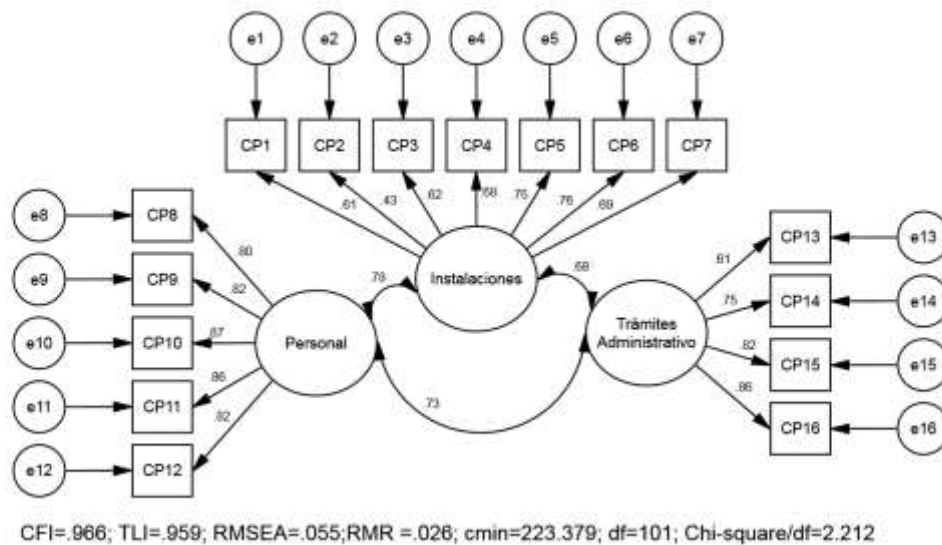 e1 e2 e3 e4 e5 e6 e7
CP1 CP2 CP3 CP4 CP5 CP6 CP7
.61 .43 .62 .68 .75 .76 .69
e8 CP8
.80
e9 CP9
.82
e10 CP10
.87
e11 CP11
.86
e12 CP12
.82
Instalaciones
Personal
Trámites
Administrativo
.78
.68
.73
CP13 e13
.61
CP14 e14
.75
CP15 e15
.82
CP16 e16
.86
CFI=.966; TLI=.959; RMSEA=.055;RMR =.026; cmin=223.379; df=101; Chi-square/df=2.212